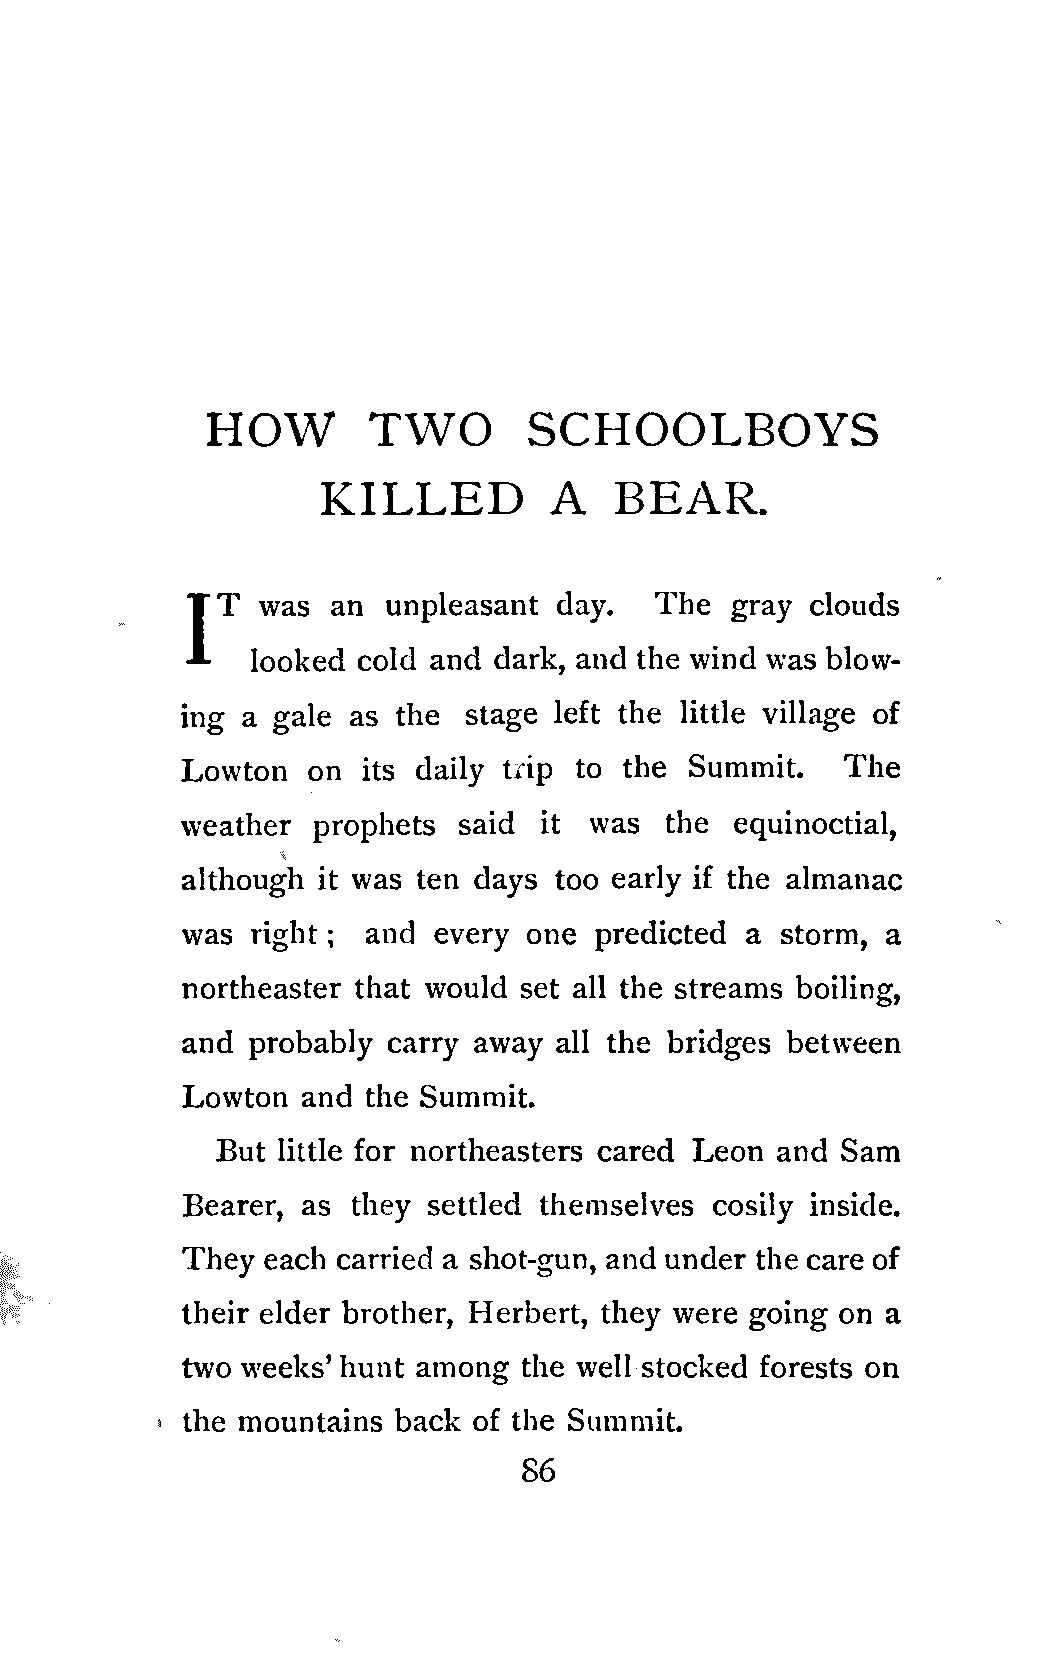 HOW TWO SCHOOLBOYS
KILLED A BEAR.
IT was an unpleasant day. The gray clouds
looked cold and dark, and the wind was blow-
ing a gale as the stage left the little village of
Lowton on its daily trip to the Summit. The
weather prophets said it was the equinoctial,
although it was ten days too early if the almanac
was right; and every one predicted a storm, a
northeaster that would set all the streams boiling,
and probably carry away all the bridges between
Lowton and the Summit.
But little for northeasters cared Leon and Sam
Bearer, as they settled themselves cosily inside.
They each carried a shot-gun, and under the care of
their elder brother, Herbert, they were going on a
two weeks' hunt among the well stocked forests on
the mountains back of the Summit.
86